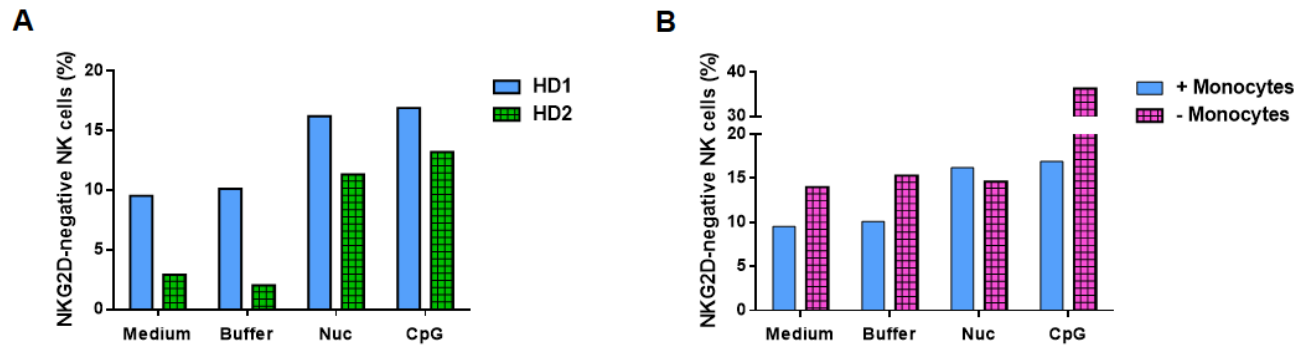 A
NKG2D-negative NK cells (%)
20
15
10
5
0
Medium Buffer Nuc CpG
HD1
HD2
B
NKG2D-negative NK cells (%)
40
30
20
15
10
5
0
Medium Buffer Nuc CpG
+ Monocytes
- Monocytes